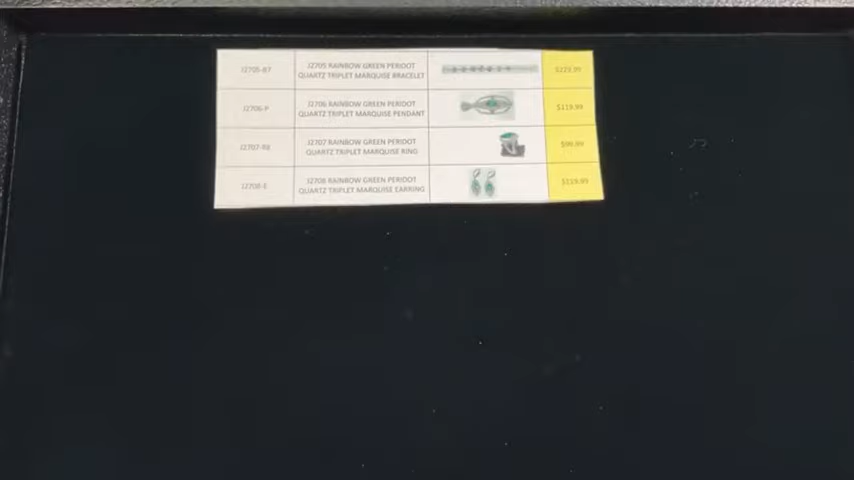 J2705-B7
J2705 RAINBOW GREEN PERIDOT
QUARTZ TRIPLET MARQUISE BRACELET
$229.99
J2706-P
J2706 RAINBOW GREEN PERIDOT
QUARTZ TRIPLET MARQUISE PENDANT
$119.99
J2707-R8
J2707 RAINBOW GREEN PERIDOT
QUARTZ TRIPLET MARQUISE RING
$99.99
J2708-E
J2708 RAINBOW GREEN PERIDOT
QUARTZ TRIPLET MARQUISE EARRING
$119.99